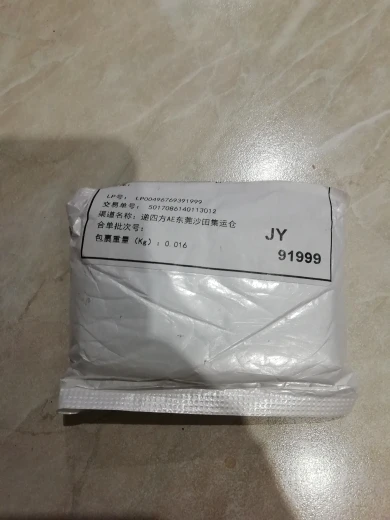 LP号: LP00496769391999
交易单号: 5017086140113012
渠道名称: 递四方AE东莞沙田集运仓
合单批次号:
包裹重量 (Kg): 0.016
JY
91999